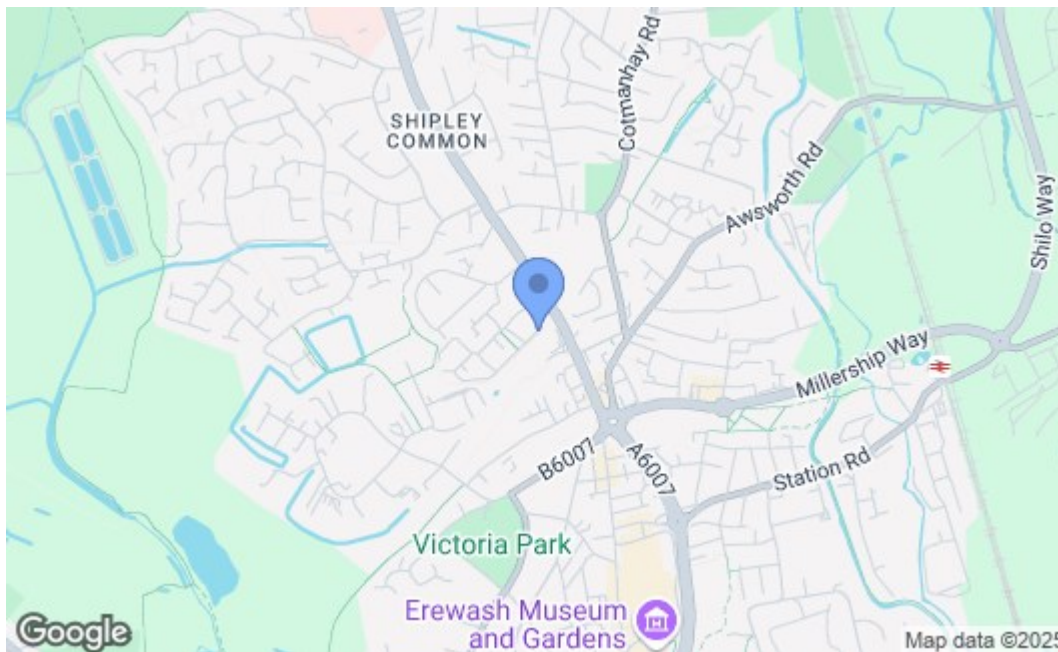 SHIPLEY
COMMON
Cotmanhay Rd
Awsworth Rd
Shilo Way
Millership Way
B6007
A6007
Station Rd
Victoria Park
Erewash Museum
and Gardens
Google
Map data ©2025